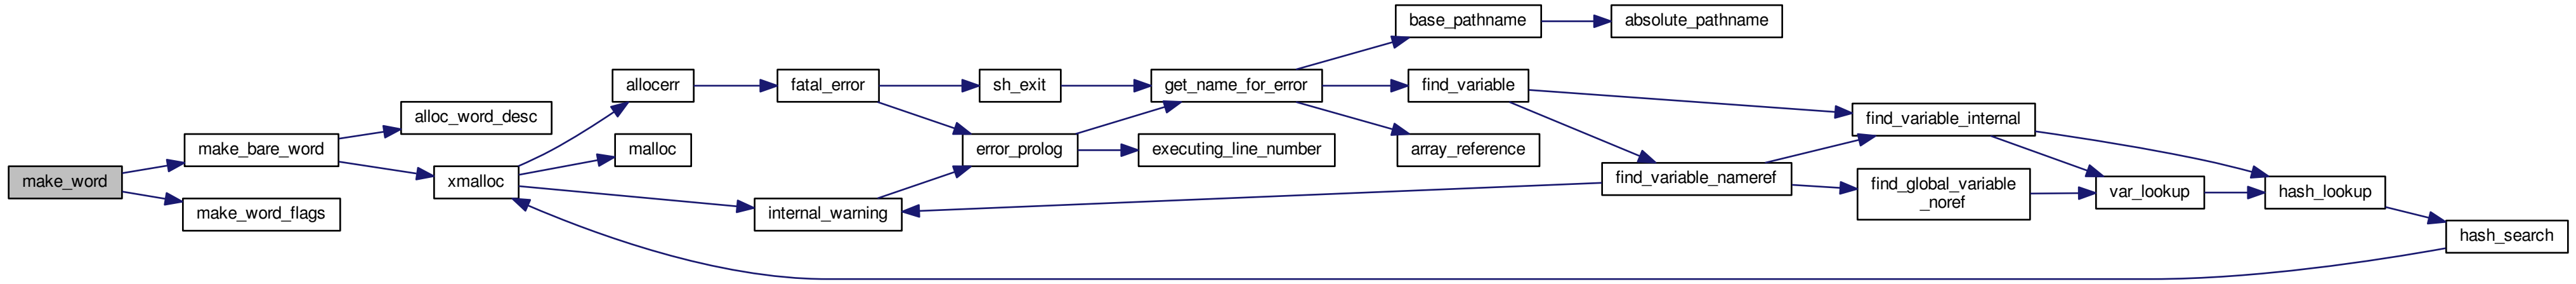 make_word
make_bare_word
make_word_flags
alloc_word_desc
xmalloc
allocerr
malloc
internal_warning
fatal_error
sh_exit
error_prolog
get_name_for_error
executing_line_number
base_pathname
absolute_pathname
find_variable
array_reference
find_variable_nameref
find_variable_internal
find_global_variable
_noref
var_lookup
hash_lookup
hash_search